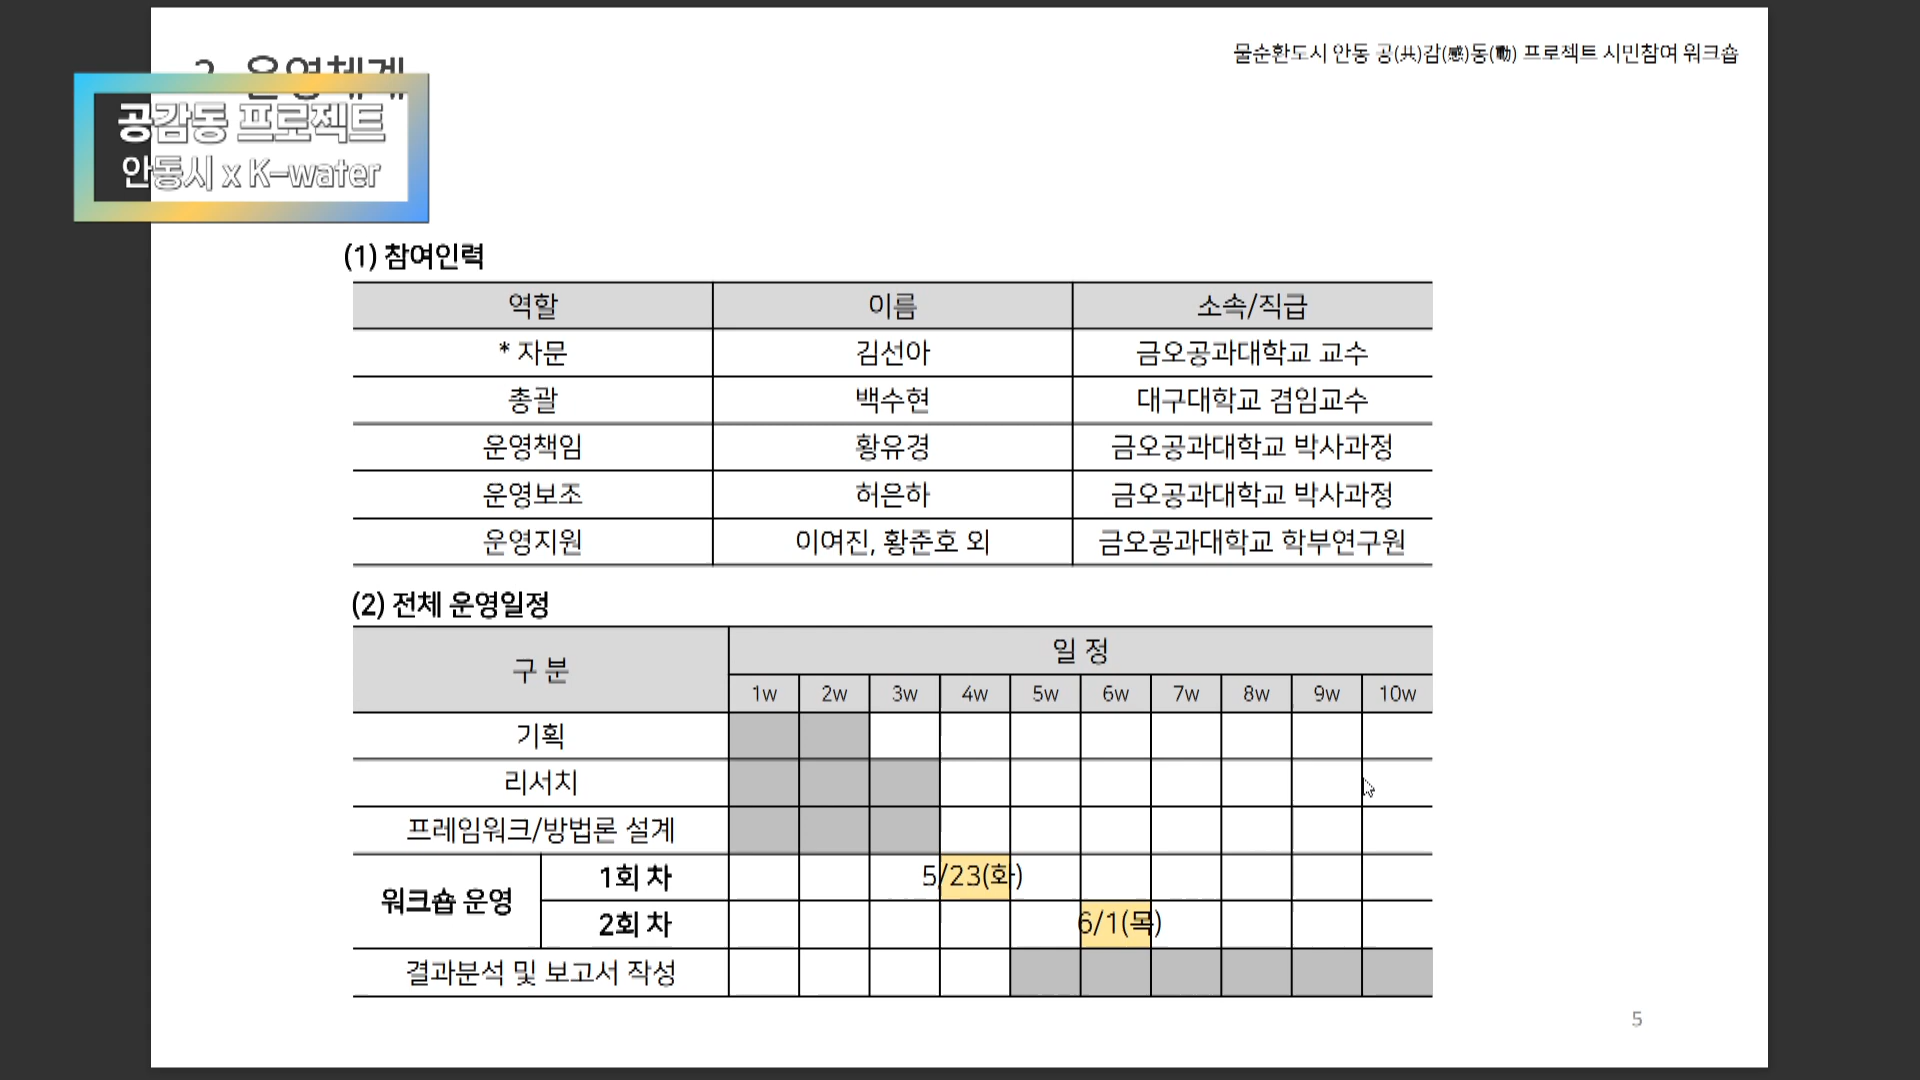 2. 운영체계
물순환도시 안동 공(共)감(感)동(動) 프로젝트 시민참여 워크숍
공감동 프로젝트
안동시 x K-water
(1) 참여인력
역할 이름 소속/직급
* 자문 김선아 금오공과대학교 교수
총괄 백수현 대구대학교 겸임교수
운영책임 황유경 금오공과대학교 박사과정
운영보조 허은하 금오공과대학교 박사과정
운영지원 이여진, 황준호 외 금오공과대학교 학부연구원
(2) 전체 운영일정
구 분 일 정
1w 2w 3w 4w 5w 6w 7w 8w 9w 10w
기획
리서치
프레임워크/방법론 설계
워크숍 운영
1회 차 5/23(화)
2회 차 6/1(목)
결과분석 및 보고서 작성
5